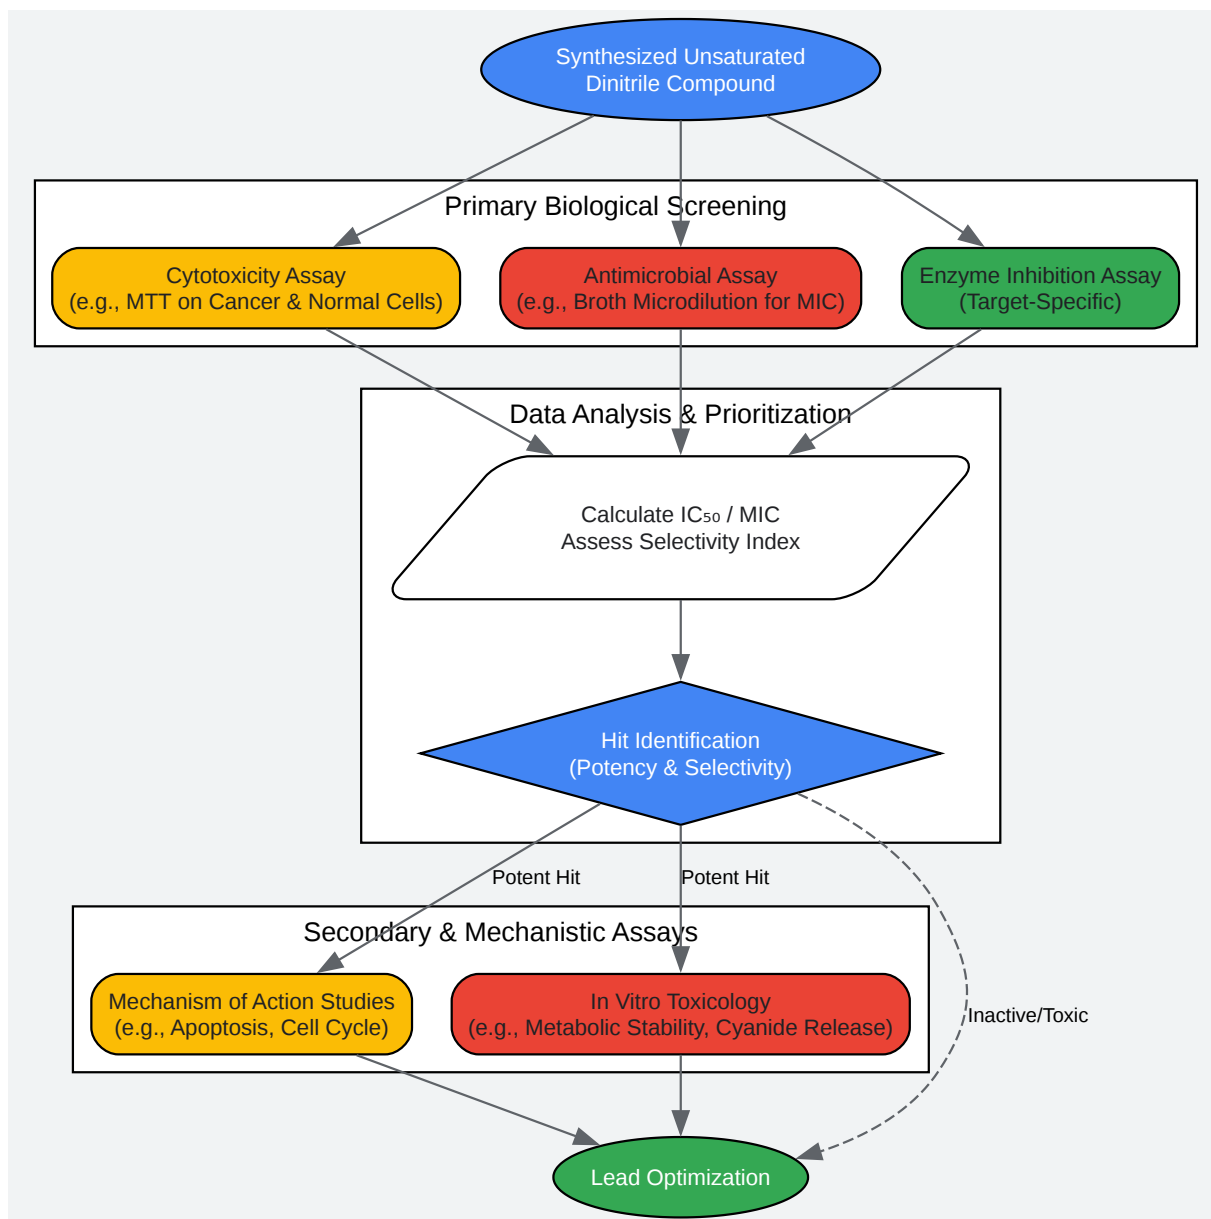 Synthesized Unsaturated
Dinitrile Compound
Primary Biological Screening
Cytotoxicity Assay
(e.g., MTT on Cancer & Normal Cells)
Antimicrobial Assay
(e.g., Broth Microdilution for MIC)
Enzyme Inhibition Assay
(Target-Specific)
Data Analysis & Prioritization
Calculate IC₅₀ / MIC
Assess Selectivity Index
Hit Identification
(Potency & Selectivity)
Potent Hit
Potent Hit
Secondary & Mechanistic Assays
Mechanism of Action Studies
(e.g., Apoptosis, Cell Cycle)
In Vitro Toxicology
(e.g., Metabolic Stability, Cyanide Release)
Inactive/Toxic
Lead Optimization